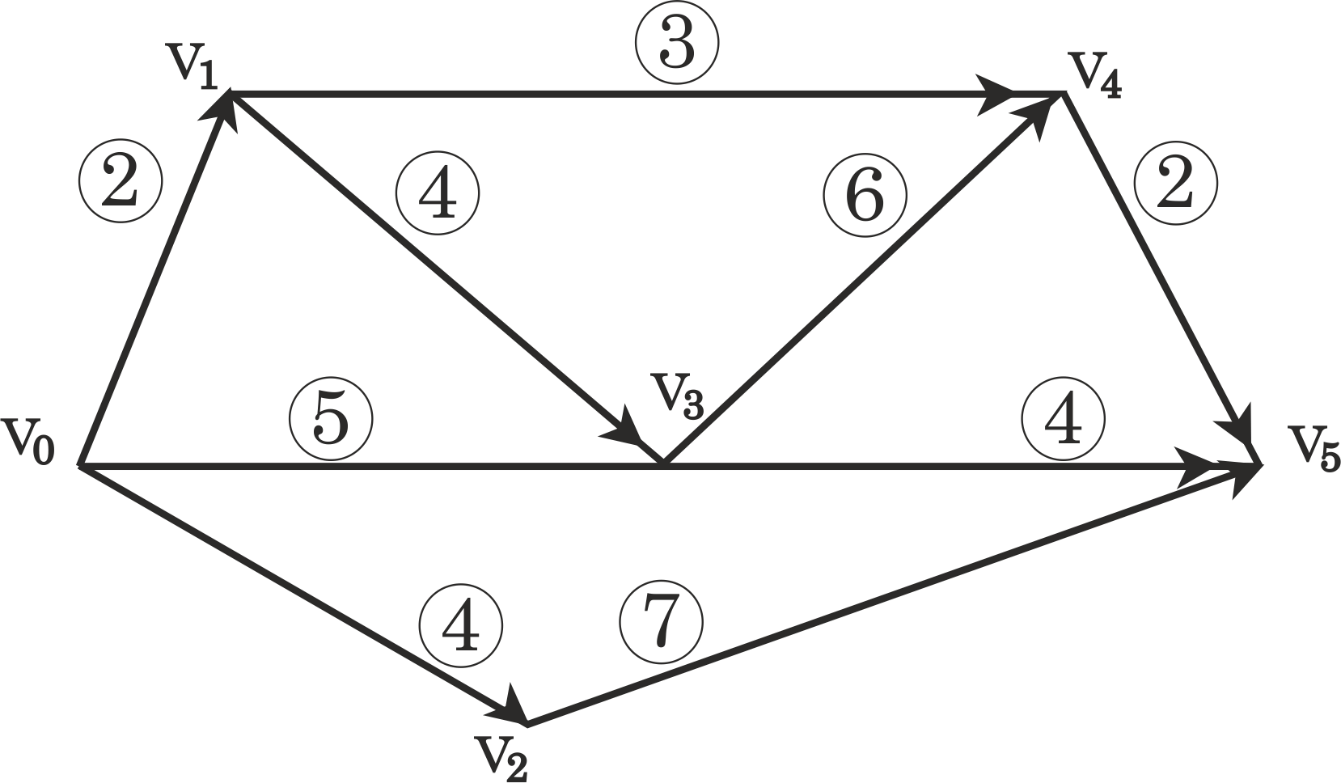 ③
v₁
v₄
②
④
⑥
②
v₃
v₀
⑤
④
v₅
④
⑦
v₂